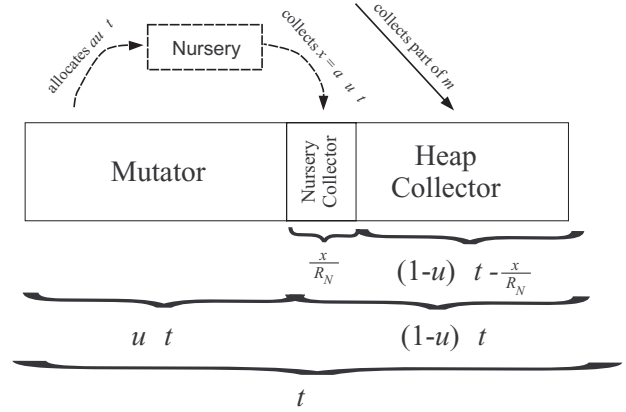 allocates au t
Nursery
collects x = a u t
collects part of m
Mutator
Nursery
Collector
Heap
Collector
x
R_N
(1-u) t - x/R_N
u t
(1-u) t
t